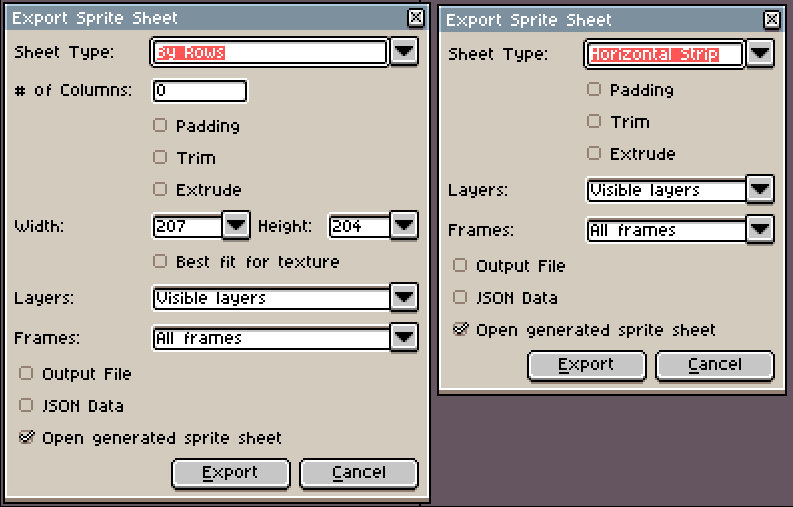 Export Sprite Sheet
Sheet Type: By Rows
# of Columns: 0
Padding
Trim
Extrude
Width: 207 Height: 204
Best fit for texture
Layers: Visible layers
Frames: All frames
Output File
JSON Data
Open generated sprite sheet
Export Cancel
Export Sprite Sheet
Sheet Type: Horizontal Strip
Padding
Trim
Extrude
Layers: Visible layers
Frames: All frames
Output File
JSON Data
Open generated sprite sheet
Export Cancel